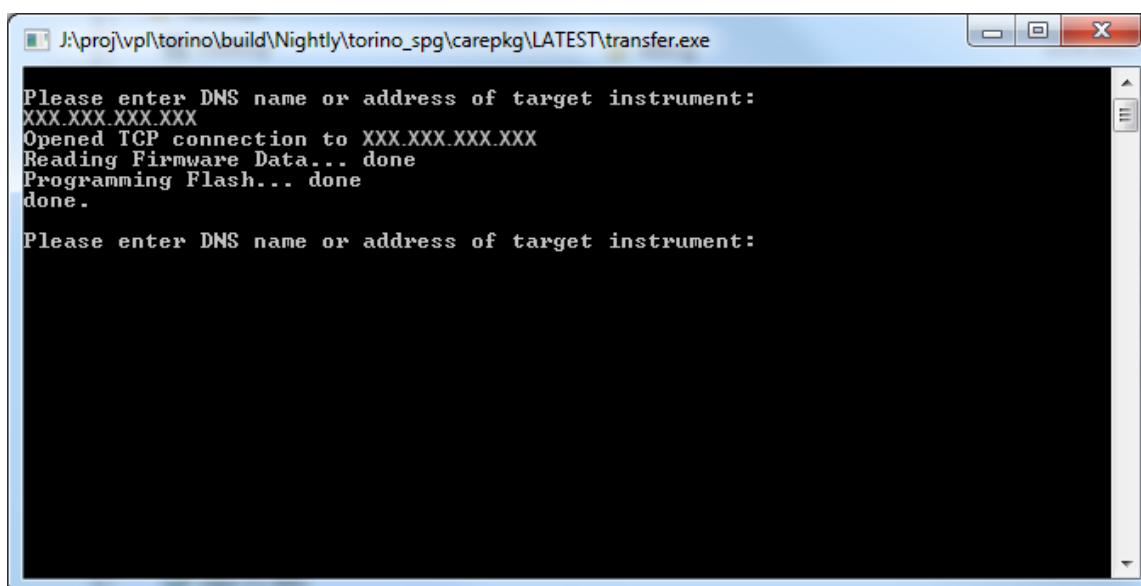 J:\proj\vpl\torino\build\Nightly\torino_spg\carepkg\LATEST\transfer.exe
Please enter DNS name or address of target instrument:
XXX.XXX.XXX.XXX
Opened TCP connection to XXX.XXX.XXX.XXX
Reading Firmware Data... done
Programming Flash... done
done.
Please enter DNS name or address of target instrument: